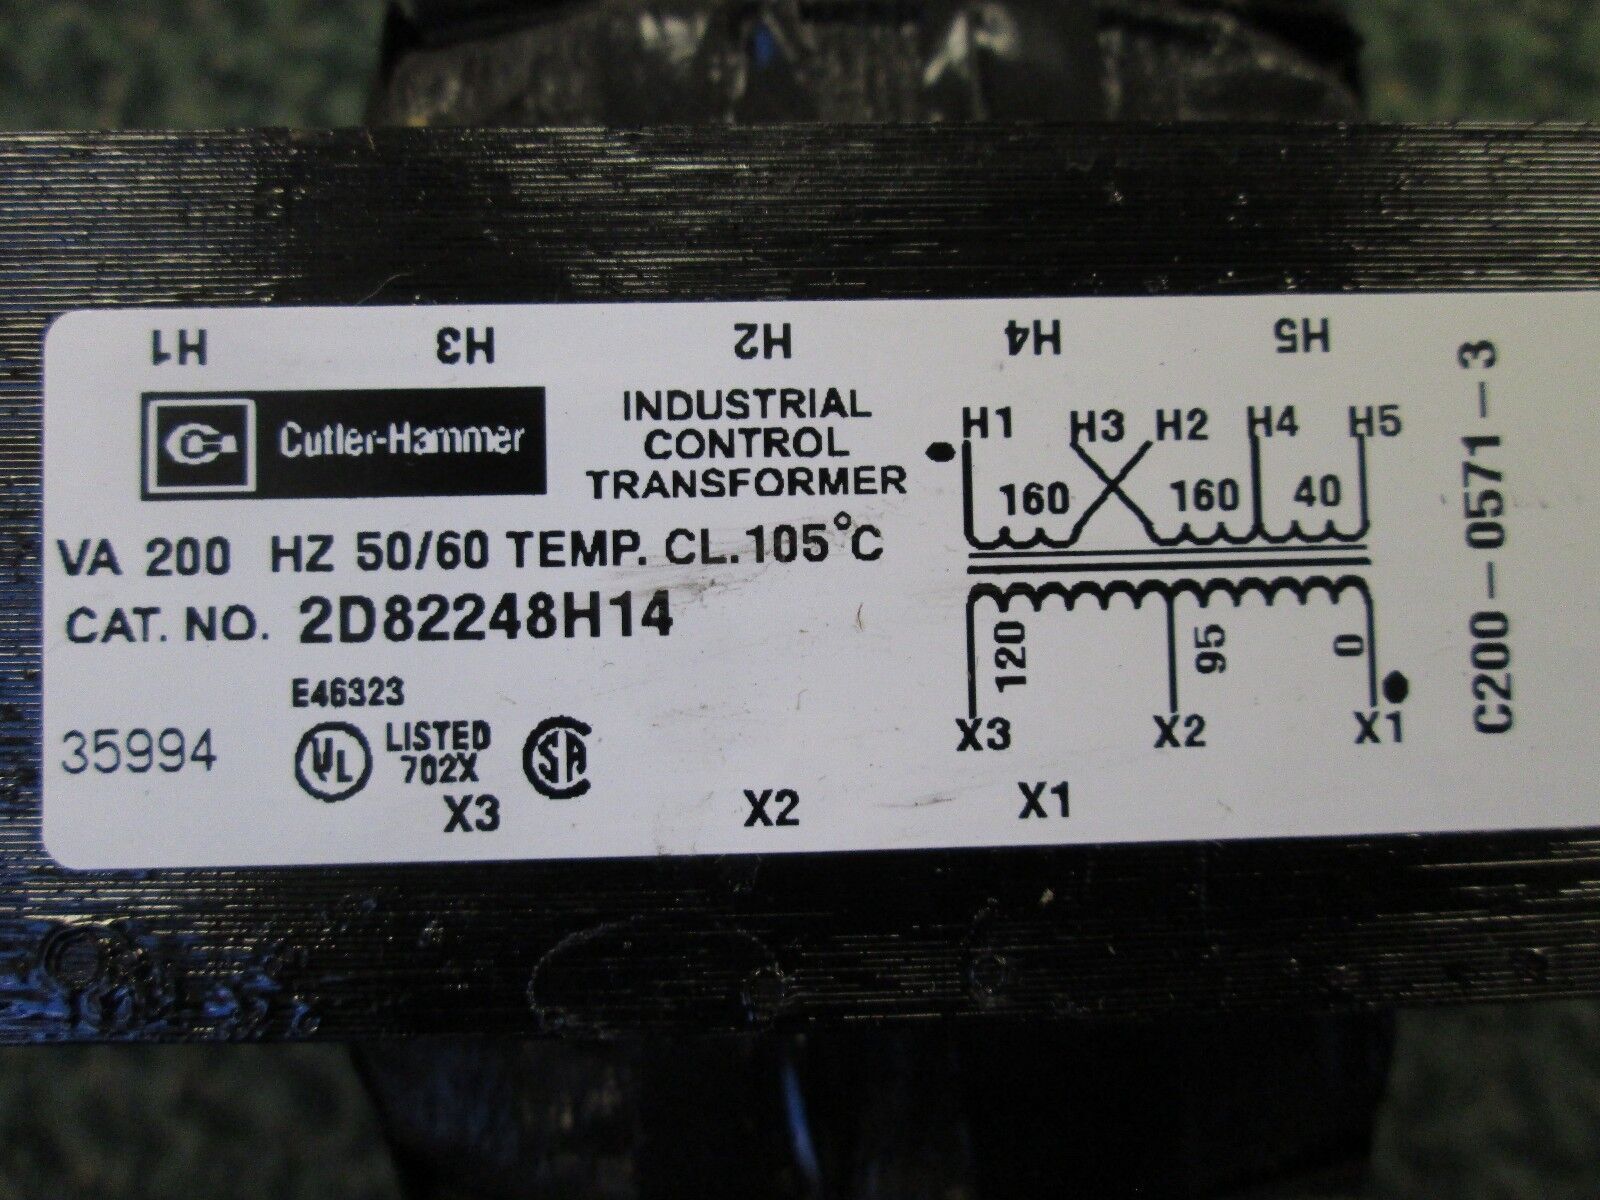 H1 H3 H2 H4 H5
Cutler-Hammer
INDUSTRIAL
CONTROL
TRANSFORMER
VA 200 HZ 50/60 TEMP. CL. 105°C
CAT. NO. 2D82248H14
E46323
35994
UL LISTED
702X
SA
X3 X2 X1
H1 H3 H2 H4 H5
160 160 40
120 95 0
X3 X2 X1
C200-0571-3